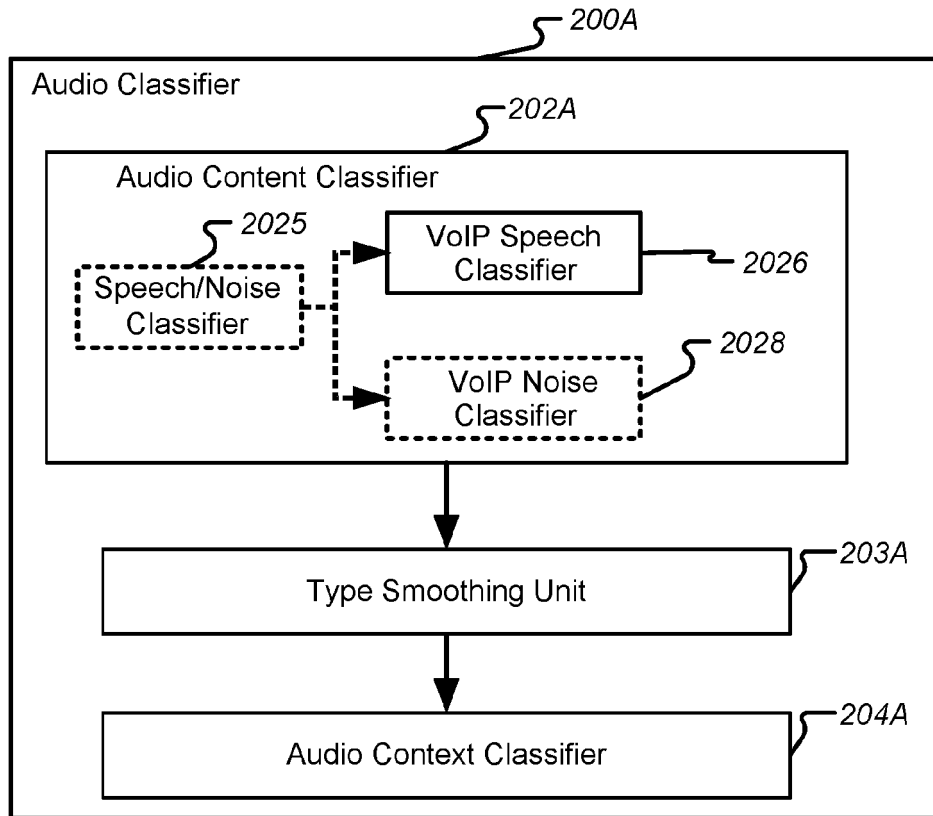 200A
Audio Classifier
202A
Audio Content Classifier
2025
VoIP Speech
Classifier
2026
Speech/Noise
Classifier
2028
VoIP Noise
Classifier
203A
Type Smoothing Unit
204A
Audio Context Classifier